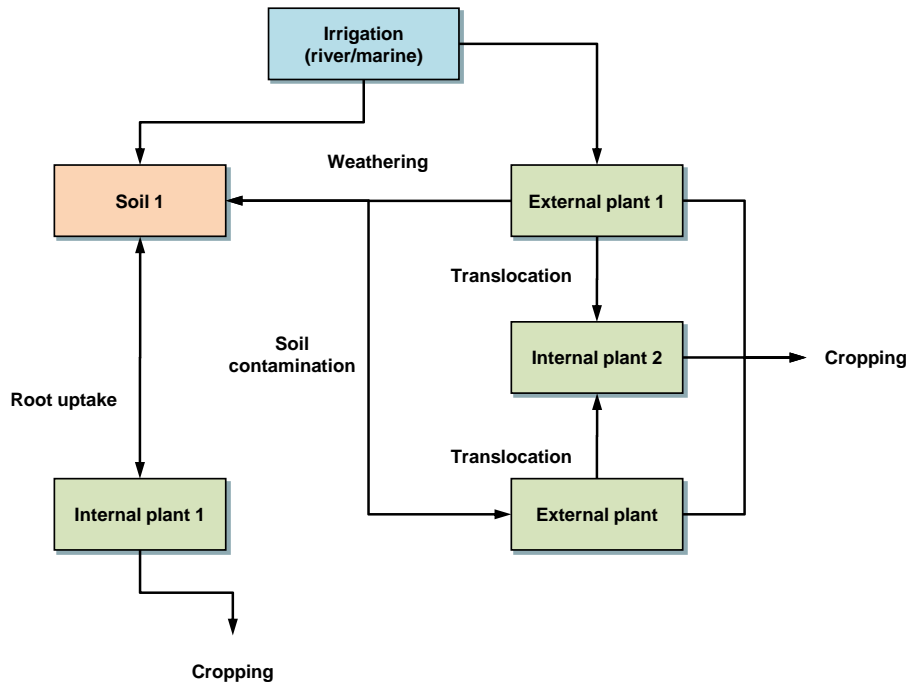 Irrigation
(river/marine)
Weathering
Soil 1
External plant 1
Translocation
Soil
contamination
Internal plant 2
Cropping
Root uptake
Translocation
Internal plant 1
External plant
Cropping